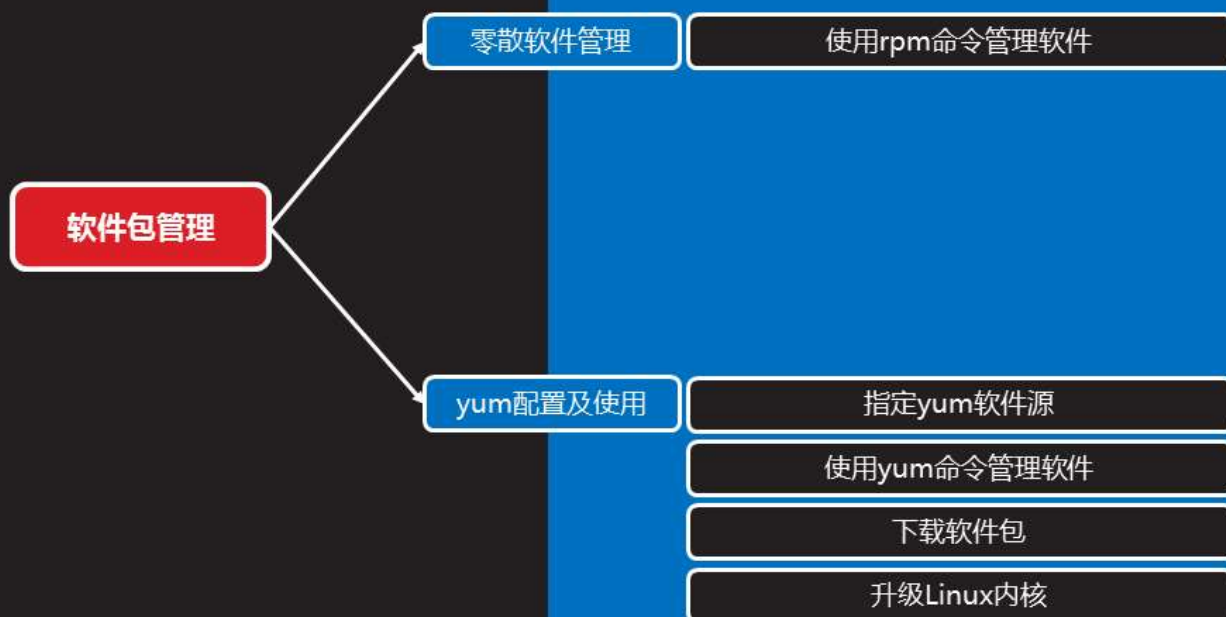 软件包管理
零散软件管理
使用rpm命令管理软件
yum配置及使用
指定yum软件源
使用yum命令管理软件
下载软件包
升级Linux内核